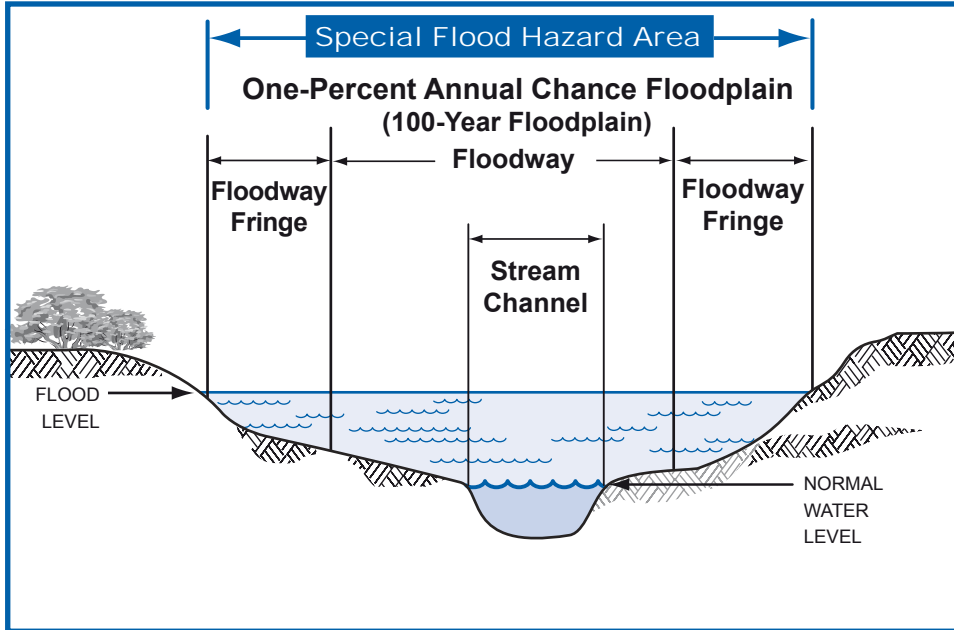 Special Flood Hazard Area
One-Percent Annual Chance Floodplain
(100-Year Floodplain)
Floodway
Floodway
Fringe
Floodway
Fringe
Stream
Channel
FLOOD
LEVEL
NORMAL
WATER
LEVEL